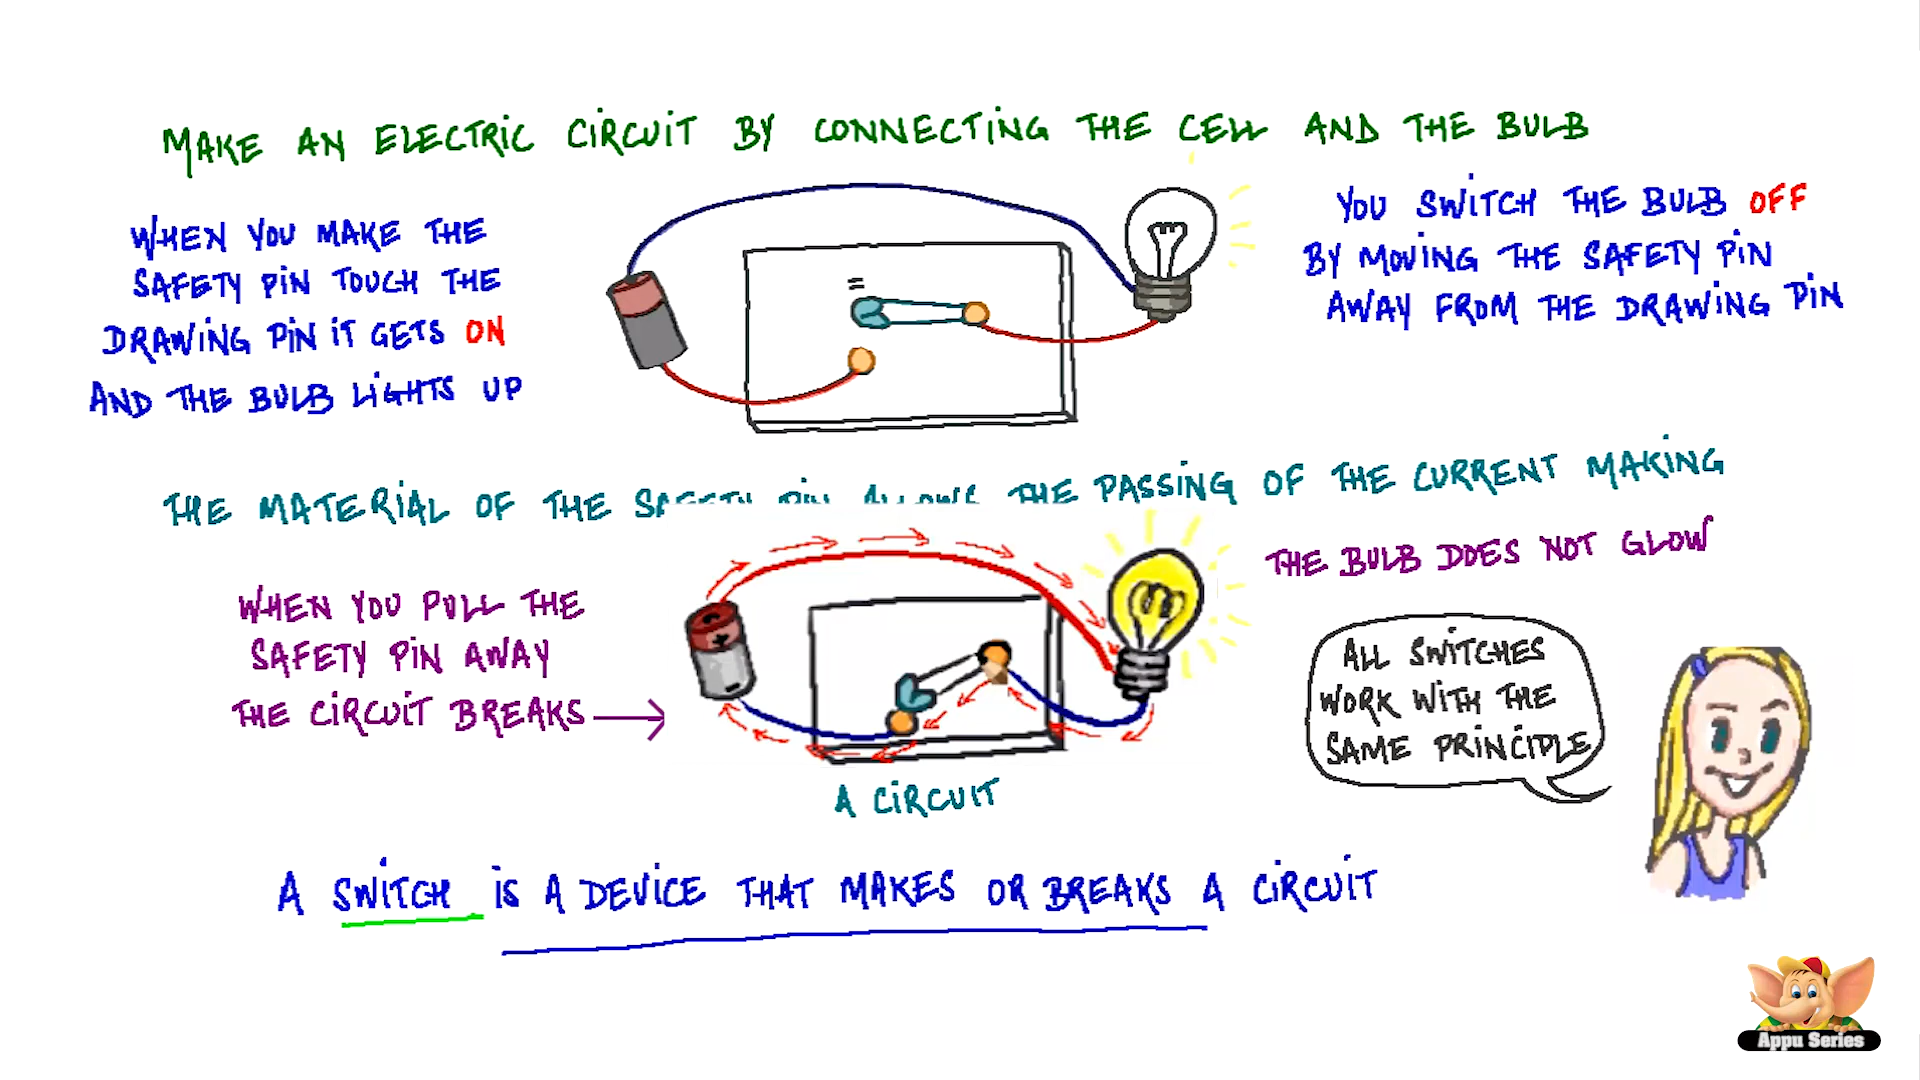 MAKE AN ELECTRIC CIRCUIT BY CONNECTING THE CELL AND THE BULB
WHEN YOU MAKE THE
SAFETY PIN TOUCH THE
DRAWING PIN IT GETS ON
AND THE BULB LIGHTS UP
YOU SWITCH THE BULB OFF
BY MOVING THE SAFETY PIN
AWAY FROM THE DRAWING PIN
THE MATERIAL OF THE SAFETY PIN ALLOWS THE PASSING OF THE CURRENT MAKING
THE BULB DOES NOT GLOW
WHEN YOU PULL THE
SAFETY PIN AWAY
THE CIRCUIT BREAKS
ALL SWITCHES
WORK WITH THE
SAME PRINCIPLE
A CIRCUIT
A SWITCH IS A DEVICE THAT MAKES OR BREAKS A CIRCUIT
Appu Series